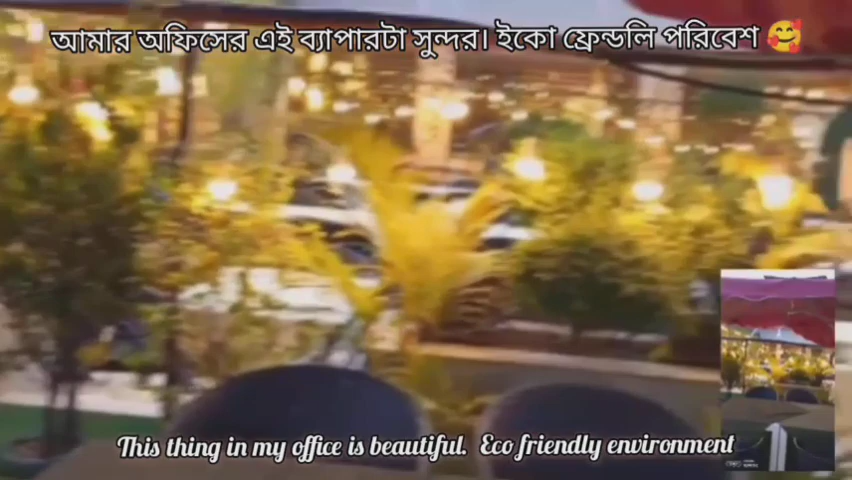 আমার অফিসের এই ব্যাপারটা সুন্দর। ইকো ফ্রেন্ডলি পরিবেশ 🥰
This thing in my office is beautiful. Eco friendly environment